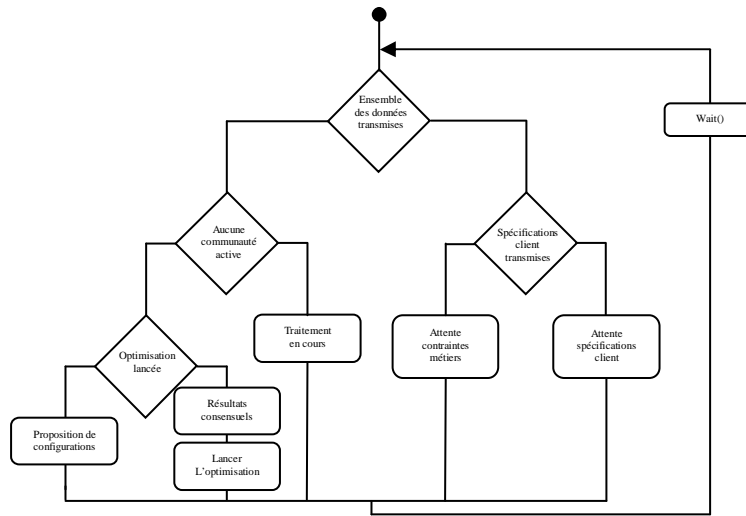 Ensemble
des données
transmises
Wait()
Aucune
communauté
active
Spécifications
client
transmises
Traitement
en cours
Attente
contraintes
métiers
Attente
spécifications
client
Optimisation
lancée
Résultats
consensuels
Proposition de
configurations
Lancer
L'optimisation